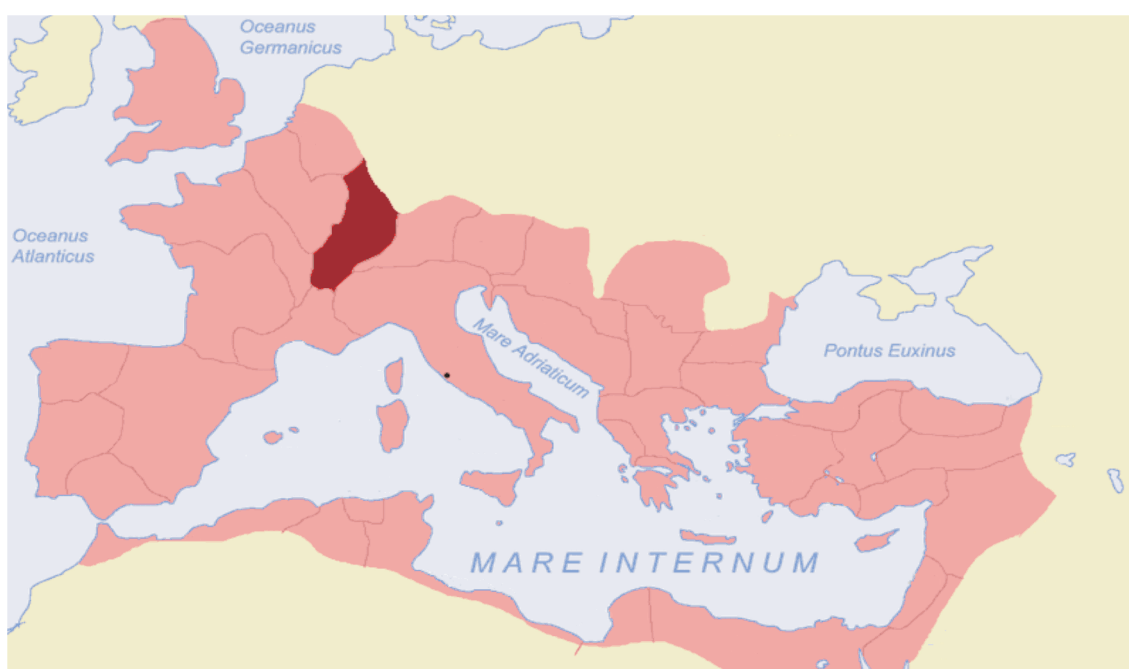 Oceanus
Germanicus
Oceanus
Atlanticus
Mare Adriaticum
Pontus Euxinus
MARE INTERNUM